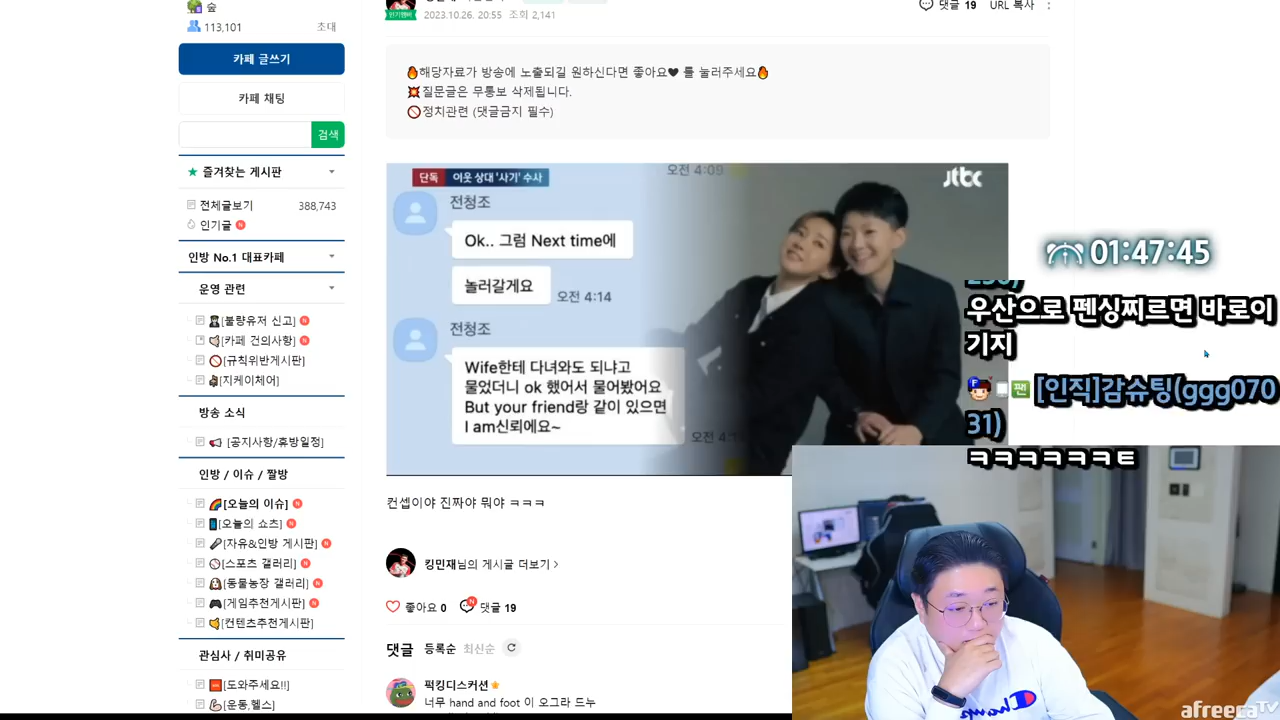 숲
113,101
초대
카페 글쓰기
카페 채팅
검색
★ 즐겨찾는 게시판
전체글보기
388,743
인기글 N
인방 No.1 대표카페
운영 관련
[불량유저 신고] N
[카페 건의사항] N
[규칙위반게시판]
[지케이체어]
방송 소식
[공지사항/휴방일정]
인방 / 이슈 / 짤방
[오늘의 이슈] N
[오늘의 쇼츠] N
[자유&인방 게시판] N
[스포츠 갤러리] N
[동물농장 갤러리] N
[게임추천게시판] N
[컨텐츠추천게시판]
관심사 / 취미공유
[도와주세요!!]
[운동,헬스]
인기멤버
2023.10.26. 20:55 조회 2,141
댓글 19
URL 복사
🔥해당자료가 방송에 노출되길 원하신다면 좋아요🖤 를 눌러주세요🔥
💥질문글은 무통보 삭제됩니다.
🚫정치관련 (댓글금지 필수)
단독 이웃 상대 '사기' 수사
오전 4:09
jtbc
전청조
Ok.. 그럼 Next time에
놀러갈게요
오전 4:14
전청조
Wife한테 다녀와도 되냐고
물었더니 ok 했어서 물어봤어요
But your friend랑 같이 있으면
I am신뢰에요~
오전 4:1
컨셉이야 진짜야 뭐야 ㅋㅋㅋ
킹민재님의 게시글 더보기 >
좋아요 0
댓글 19
댓글 등록순 최신순
퍽킹디스커션
너무 hand and foot 이 오그라 드누
01:47:45
우산으로 펜싱찌르면 바로이
기지
팬 [인직]감슈팅(ggg070
31)
ㅋㅋㅋㅋㅋㅋㅌ
afreecaTV